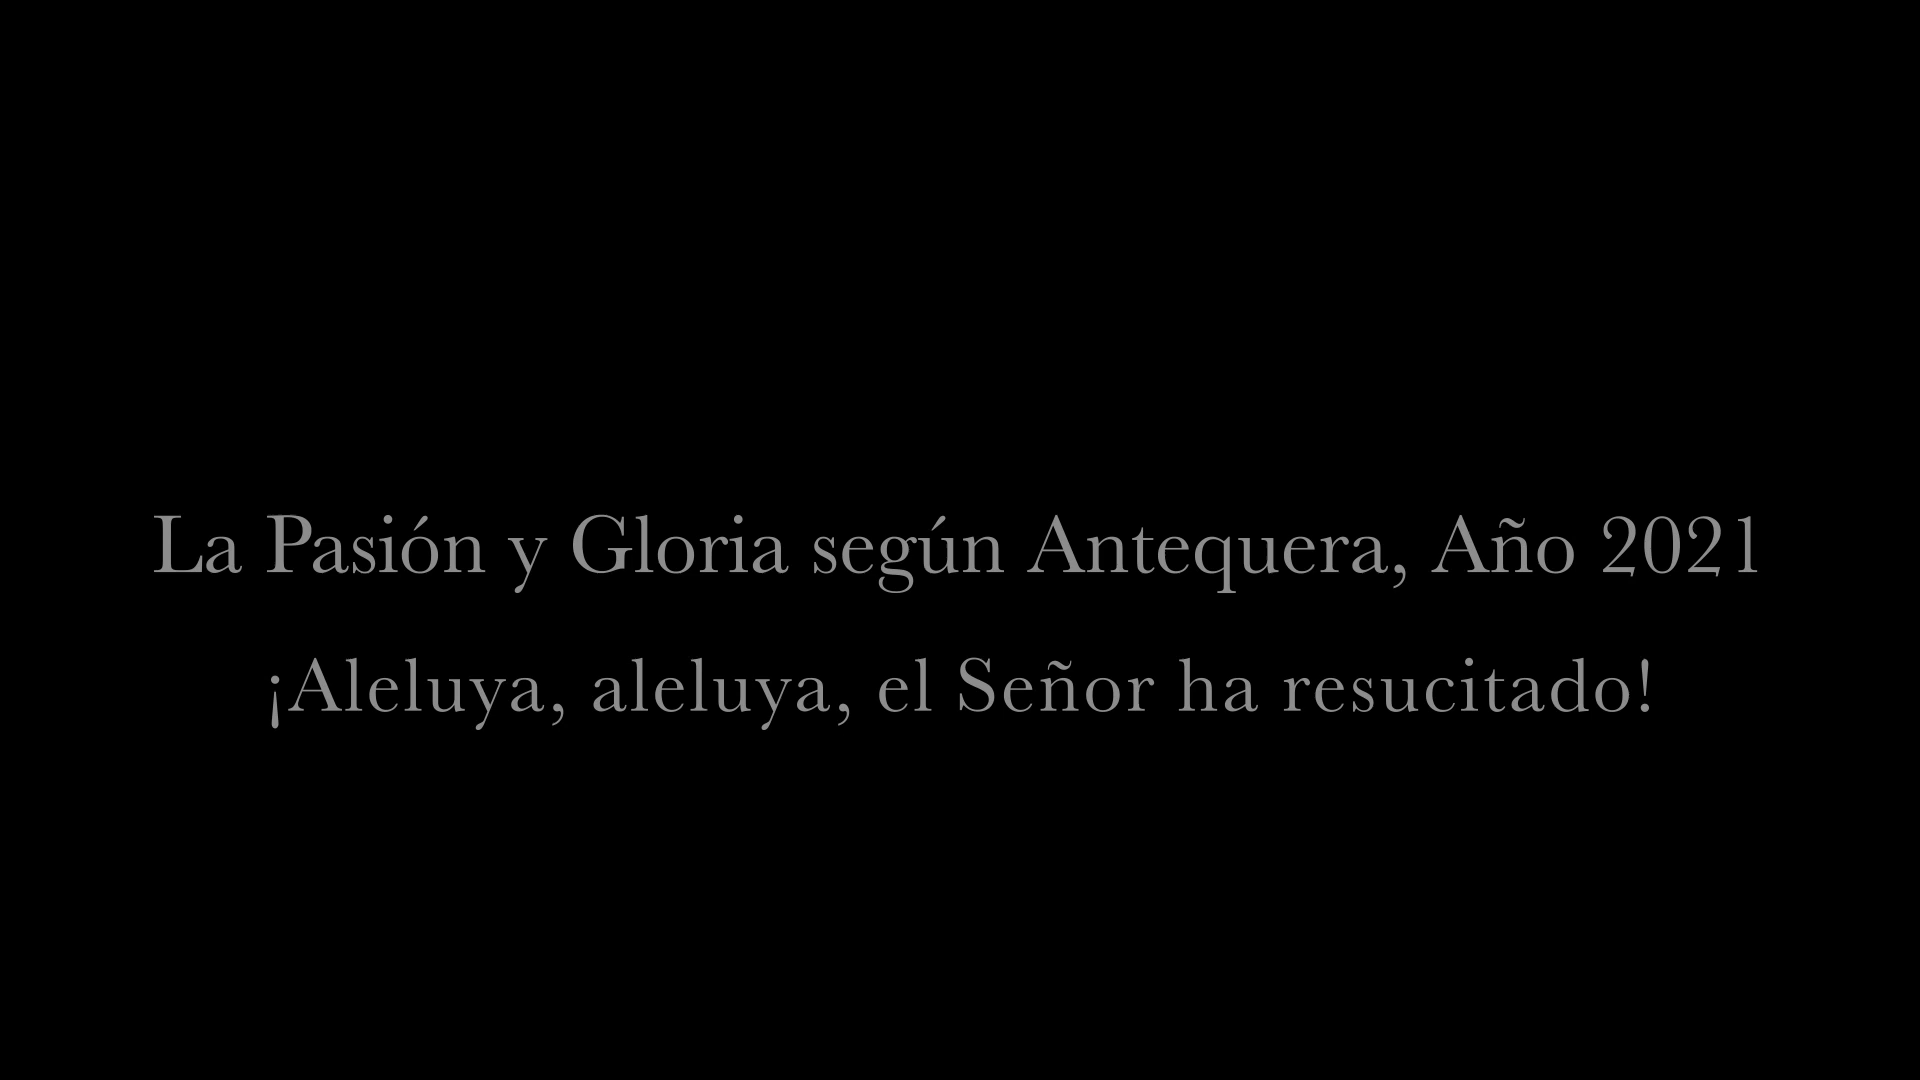 La Pasión y Gloria según Antequera, Año 2021
¡Aleluya, aleluya, el Señor ha resucitado!